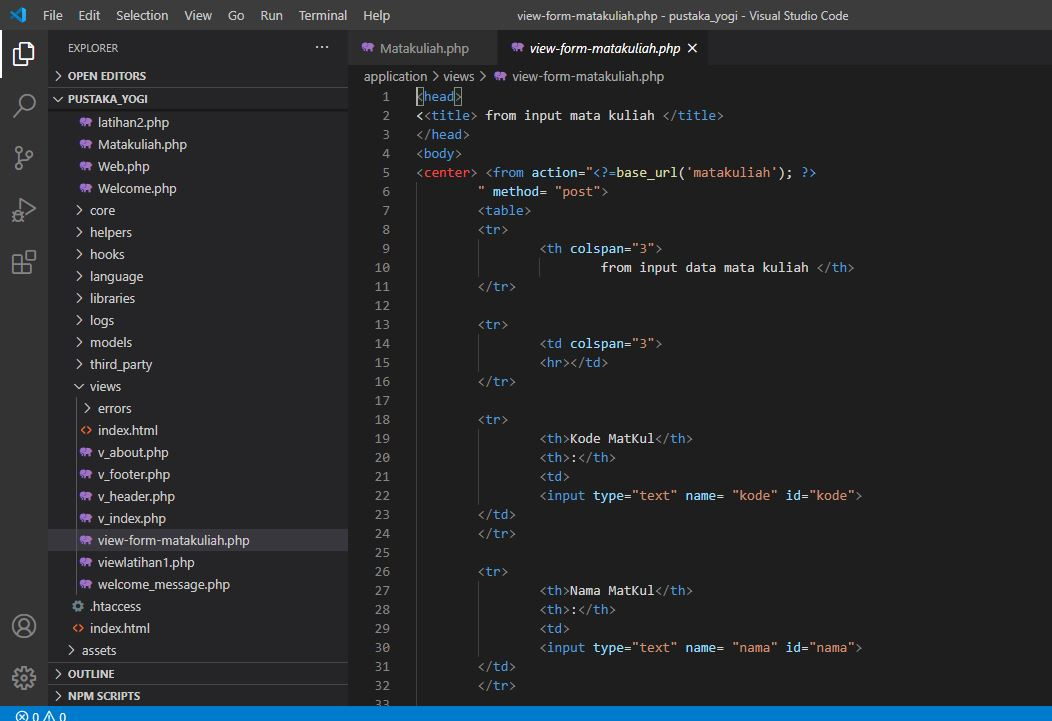 File Edit Selection View Go Run Terminal Help view-form-matakuliah.php - pustaka_yogi - Visual Studio Code
EXPLORER
OPEN EDITORS
PUSTAKA_YOGI
latihan2.php
Matakuliah.php
Web.php
Welcome.php
core
helpers
hooks
language
libraries
logs
models
third_party
views
errors
index.html
v_about.php
v_footer.php
v_header.php
v_index.php
view-form-matakuliah.php
viewlatihan1.php
welcome_message.php
.htaccess
index.html
assets
OUTLINE
NPM SCRIPTS
0 0
Matakuliah.php view-form-matakuliah.php
application > views > view-form-matakuliah.php
1 <head>
2 <<title> from input mata kuliah </title>
3 </head>
4 <body>
5 <center> <from action="<?=base_url('matakuliah'); ?>
6 " method= "post">
7 <table>
8 <tr>
9 <th colspan="3">
10 from input data mata kuliah </th>
11 </tr>
12
13 <tr>
14 <td colspan="3">
15 <hr></td>
16 </tr>
17
18 <tr>
19 <th>Kode MatKul</th>
20 <th>:</th>
21 <td>
22 <input type="text" name= "kode" id="kode">
23 </td>
24 </tr>
25
26 <tr>
27 <th>Nama MatKul</th>
28 <th>:</th>
29 <td>
30 <input type="text" name= "nama" id="nama">
31 </td>
32 </tr>
33